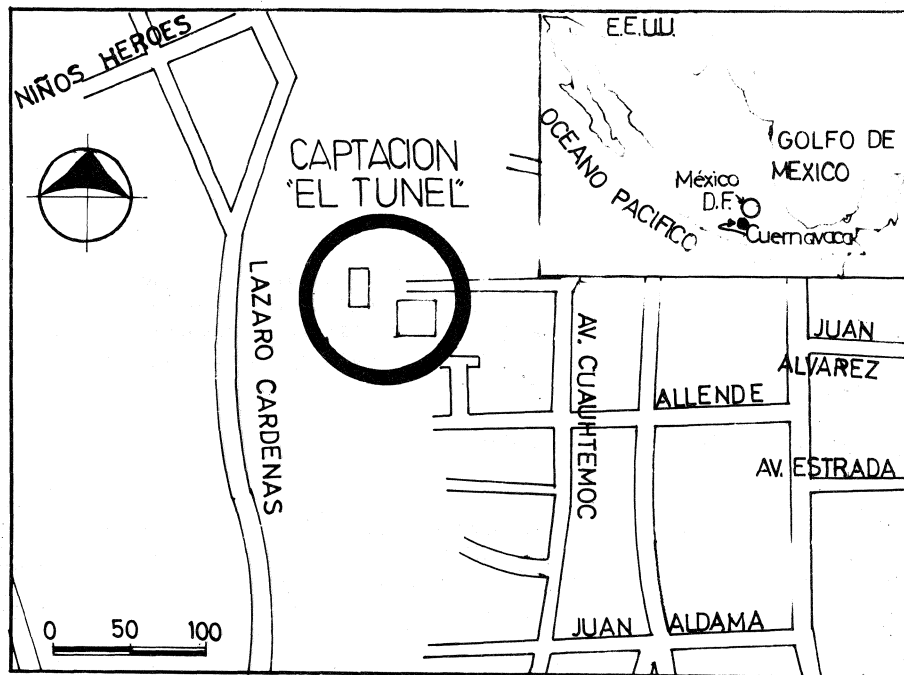 NIÑOS HEROES
CAPTACION
"EL TUNEL"
LAZARO CARDENAS
E.E.U.U.
OCEANO PACIFICO
GOLFO DE
MEXICO
México
D.F.
Cuernavaca
AV. CUAUHTEMOC
JUAN
ALVAREZ
ALLENDE
AV. ESTRADA
JUAN ALDAMA
0 50 100